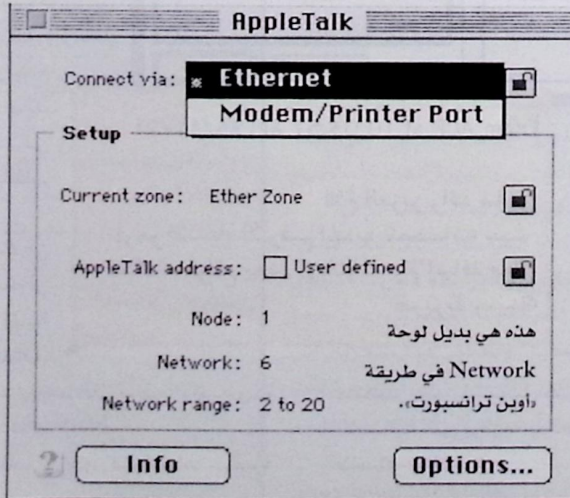 AppleTalk
Connect via: Ethernet
Modem/Printer Port
Setup
Current zone: Ether Zone
AppleTalk address: User defined
Node: 1
Network: 6
Network range: 2 to 20
هذه هي بديل لوحة
Network في طريقة
«أوبن ترانسبورت».
? Info Options...